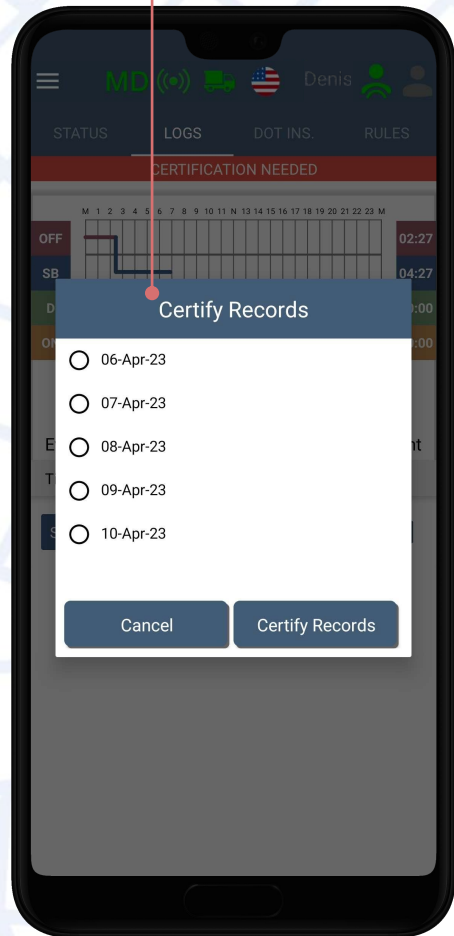 MD Denis
STATUS LOGS DOT INS. RULES
CERTIFICATION NEEDED
M 1 2 3 4 5 6 7 8 9 10 11 N 13 14 15 16 17 18 19 20 21 22 23 M
OFF 02:27
SB 04:27
Certify Records
06-Apr-23
07-Apr-23
08-Apr-23
09-Apr-23
10-Apr-23
Cancel Certify Records